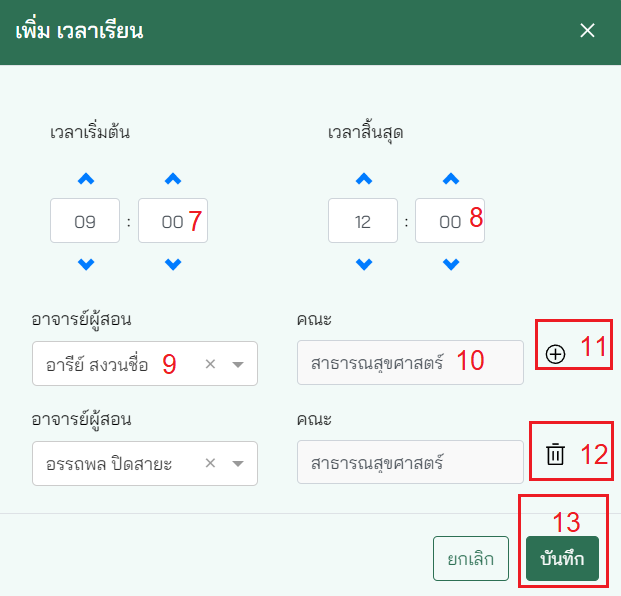 เพิ่ม เวลาเรียน
เวลาเริ่มต้น เวลาสิ้นสุด
09 : 00 7 12 : 00 8
อาจารย์ผู้สอน คณะ
อารีย์ สงวนชื่อ 9 สาธารณสุขศาสตร์ 10 11
อาจารย์ผู้สอน คณะ
อรรถพล ปิดสายะ สาธารณสุขศาสตร์ 12
13
ยกเลิก บันทึก